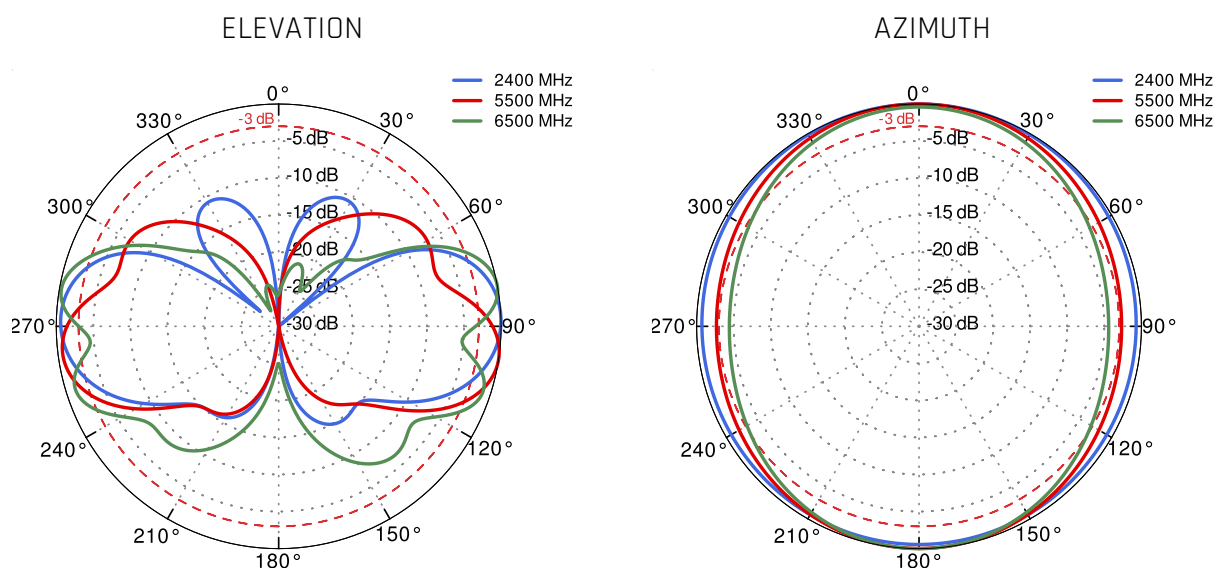 ELEVATION
2400 MHz
5500 MHz
6500 MHz
0°
30°
60°
90°
120°
150°
180°
210°
240°
270°
300°
330°
-3 dB
-5 dB
-10 dB
-15 dB
-20 dB
-25 dB
-30 dB
AZIMUTH
2400 MHz
5500 MHz
6500 MHz
0°
30°
60°
90°
120°
150°
180°
210°
240°
270°
300°
330°
-3 dB
-5 dB
-10 dB
-15 dB
-20 dB
-25 dB
-30 dB